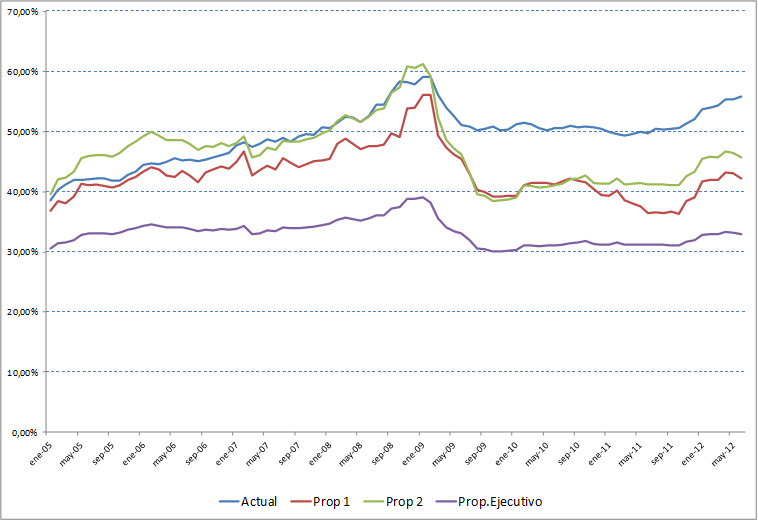 70,00%
60,00%
50,00%
40,00%
30,00%
20,00%
10,00%
0,00%
ene-05
may-05
sep-05
ene-06
may-06
sep-06
ene-07
may-07
sep-07
ene-08
may-08
sep-08
ene-09
may-09
sep-09
ene-10
may-10
sep-10
ene-11
may-11
sep-11
ene-12
may-12
Actual Prop 1 Prop 2 Prop.Ejecutivo